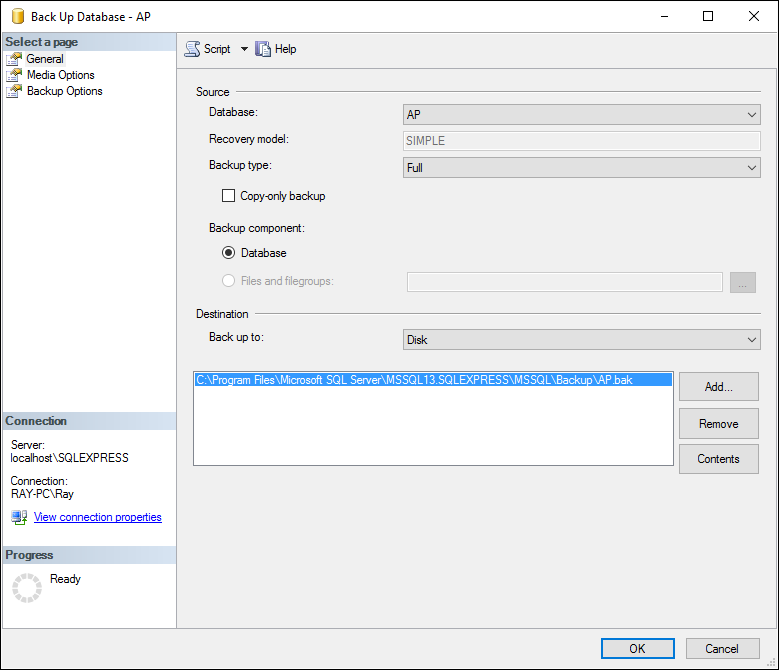 Back Up Database - AP
Select a page
General
Media Options
Backup Options
Script
Help
Source
Database:
AP
Recovery model:
SIMPLE
Backup type:
Full
Copy-only backup
Backup component:
Database
Files and filegroups:
...
Destination
Back up to:
Disk
C:\Program Files\Microsoft SQL Server\MSSQL13.SQLEXPRESS\MSSQL\Backup\AP.bak
Add...
Remove
Contents
Connection
Server:
localhost\SQLEXPRESS
Connection:
RAY-PC\Ray
View connection properties
Progress
Ready
OK
Cancel